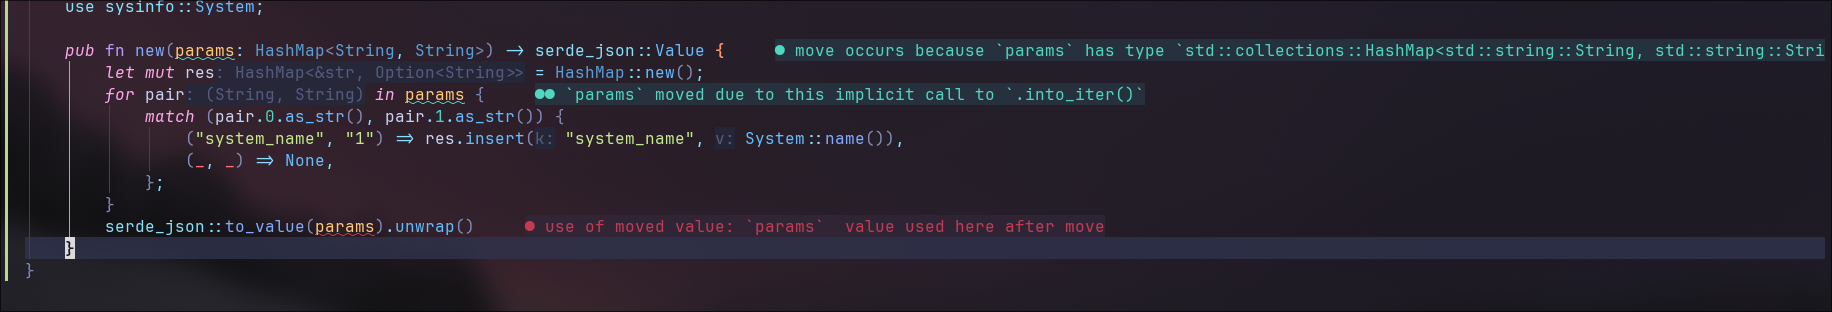 use sysinfo::System;
pub fn new(params: HashMap<String, String>) -> serde_json::Value { ● move occurs because `params` has type `std::collections::HashMap<std::string::String, std::string::Stri
let mut res: HashMap<&str, Option<String>> = HashMap::new();
for pair: (String, String) in params { ●● `params` moved due to this implicit call to `.into_iter()`
match (pair.0.as_str(), pair.1.as_str()) {
("system_name", "1") => res.insert(k: "system_name", v: System::name()),
(_, _) => None,
};
}
serde_json::to_value(params).unwrap() ● use of moved value: `params`  value used here after move
}
}